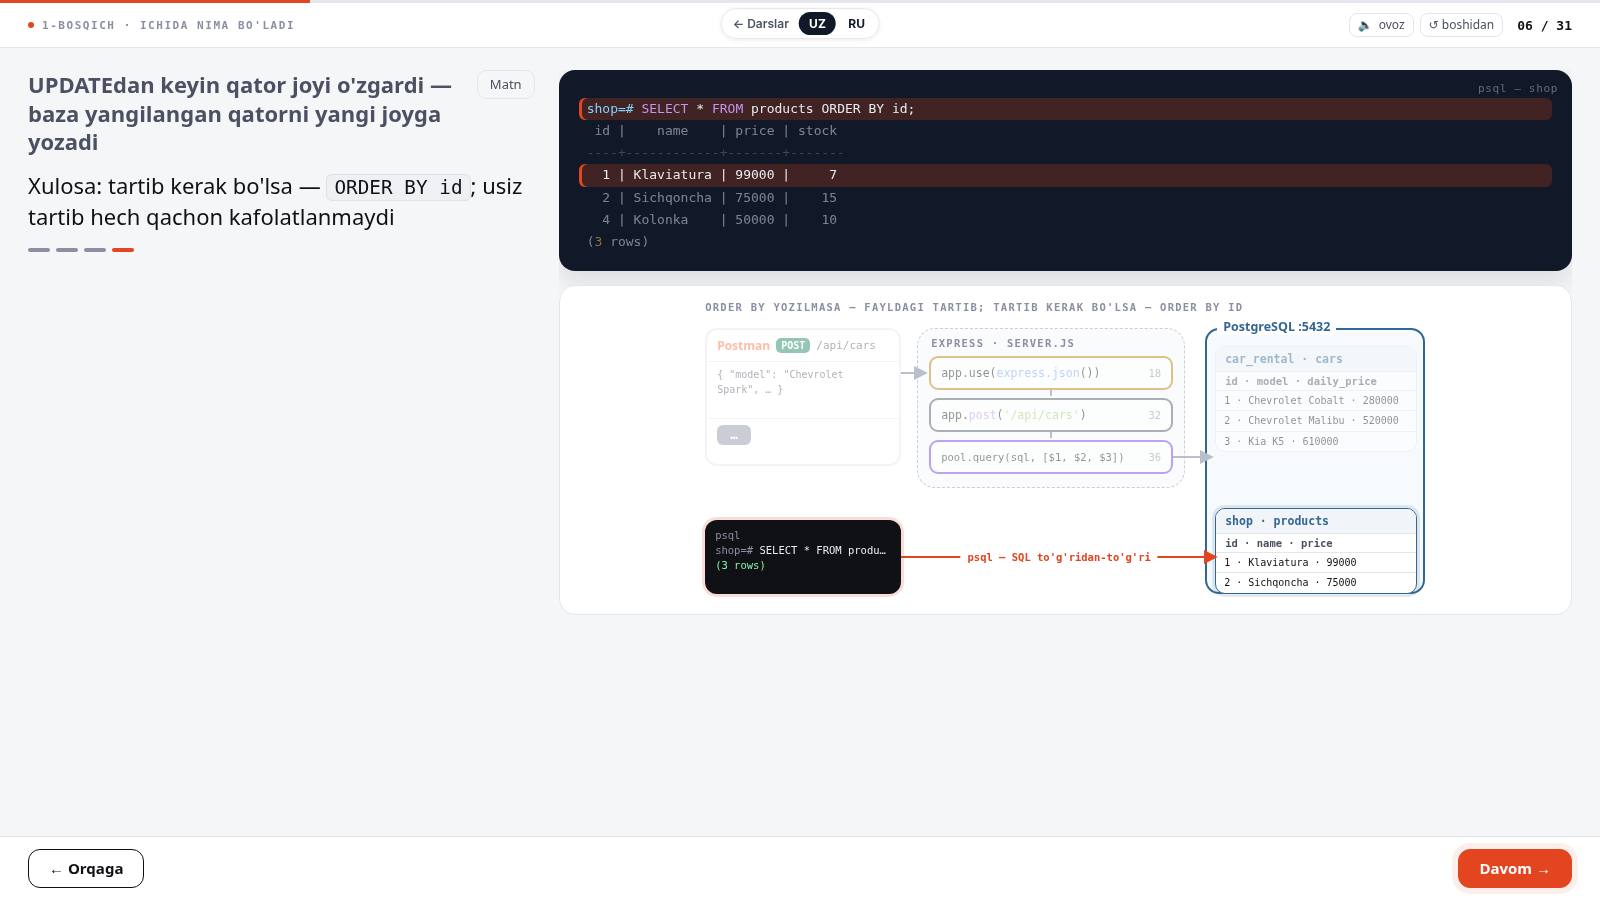 1-BOSQICH · ICHIDA NIMA BO'LADI
← Darslar UZ RU
🔈 ovoz ↺ boshidan 06 / 31
UPDATEdan keyin qator joyi o'zgardi —
baza yangilangan qatorni yangi joyga
yozadi
Matn
Xulosa: tartib kerak bo'lsa — ORDER BY id; usiz
tartib hech qachon kafolatlanmaydi
psql — shop
shop=# SELECT * FROM products ORDER BY id;
id | name | price | stock
----+------------+-------+-------
1 | Klaviatura | 99000 | 7
2 | Sichqoncha | 75000 | 15
4 | Kolonka | 50000 | 10
(3 rows)
ORDER BY YOZILMASA — FAYLDAGI TARTIB; TARTIB KERAK BO'LSA — ORDER BY ID
Postman POST /api/cars
{ "model": "Chevrolet
Spark", … }
…
EXPRESS · SERVER.JS
app.use(express.json()) 18
app.post('/api/cars') 32
pool.query(sql, [$1, $2, $3]) 36
PostgreSQL :5432
car_rental · cars
id · model · daily_price
1 · Chevrolet Cobalt · 280000
2 · Chevrolet Malibu · 520000
3 · Kia K5 · 610000
psql
shop=# SELECT * FROM produ…
(3 rows)
psql — SQL to'g'ridan-to'g'ri
shop · products
id · name · price
1 · Klaviatura · 99000
2 · Sichqoncha · 75000
← Orqaga
Davom →